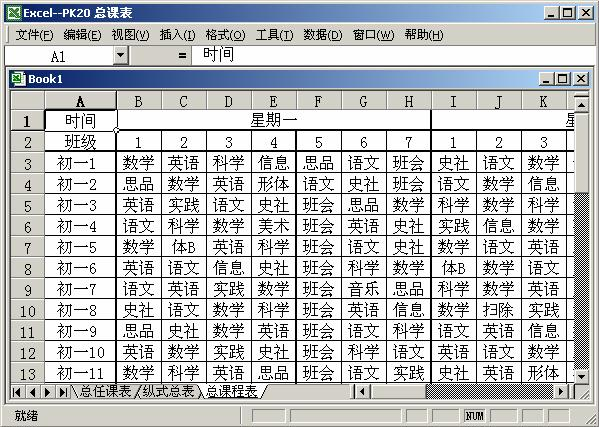 Excel--PK20 总课表
文件(F) 编辑(E) 视图(V) 插入(I) 格式(O) 工具(T) 数据(D) 窗口(W) 帮助(H)
A1 = 时间
Book1
A B C D E F G H I J K
1 时间 星期一
2 班级 1 2 3 4 5 6 7 1 2 3
3 初一1 数学 英语 科学 信息 思品 语文 班会 史社 语文 数学
4 初一2 思品 数学 英语 形体 语文 史社 班会 语文 数学 信息
5 初一3 英语 实践 语文 史社 班会 思品 数学 科学 数学 科学
6 初一4 语文 科学 数学 美术 班会 英语 史社 实践 信息 数学
7 初一5 数学 体B 英语 科学 班会 语文 史社 数学 语文 英语
8 初一6 英语 语文 信息 史社 班会 科学 数学 体B 数学 语文
9 初一7 语文 英语 实践 数学 班会 音乐 思品 科学 数学 英语
10 初一8 史社 语文 数学 科学 班会 英语 信息 数学 扫除 实践
11 初一9 思品 史社 数学 英语 班会 语文 科学 语文 英语 信息
12 初一10 英语 数学 实践 史社 班会 科学 语文 英语 语文 数学
13 初一11 数学 科学 英语 思品 班会 语文 实践 史社 英语 形体
总任课表 纵式总表 总课程表
就绪 NUM